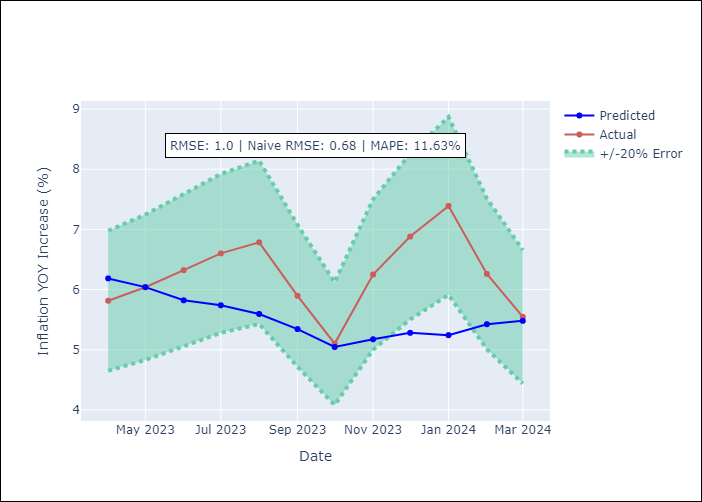 9
RMSE: 1.0 | Naive RMSE: 0.68 | MAPE: 11.63%
8
7
6
5
4
Inflation YOY Increase (%)
May 2023
Jul 2023
Sep 2023
Nov 2023
Jan 2024
Mar 2024
Date
Predicted
Actual
+/-20% Error